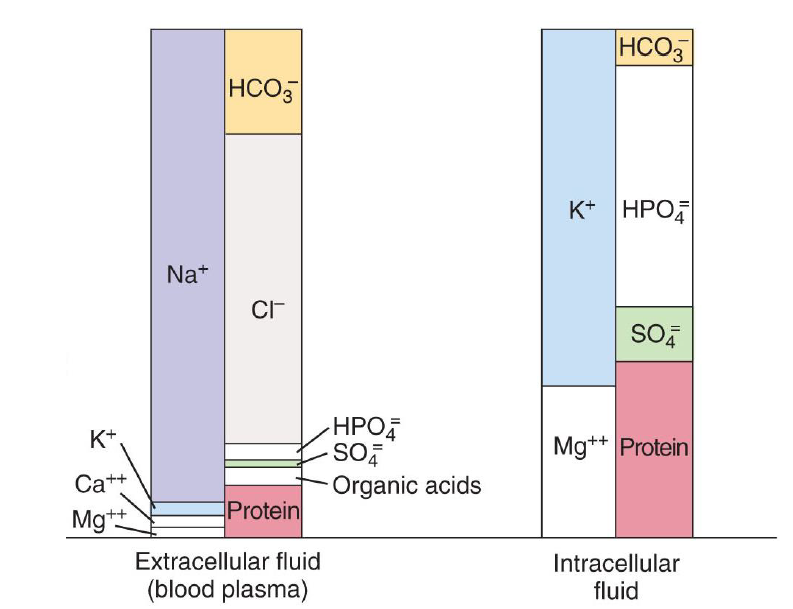 HCO₃⁻
Na⁺
Cl⁻
K⁺
Ca⁺⁺
Mg⁺⁺
HPO₄⁼
SO₄⁼
Organic acids
Protein
Extracellular fluid
(blood plasma)
HCO₃⁻
K⁺
HPO₄⁼
SO₄⁼
Mg⁺⁺
Protein
Intracellular
fluid